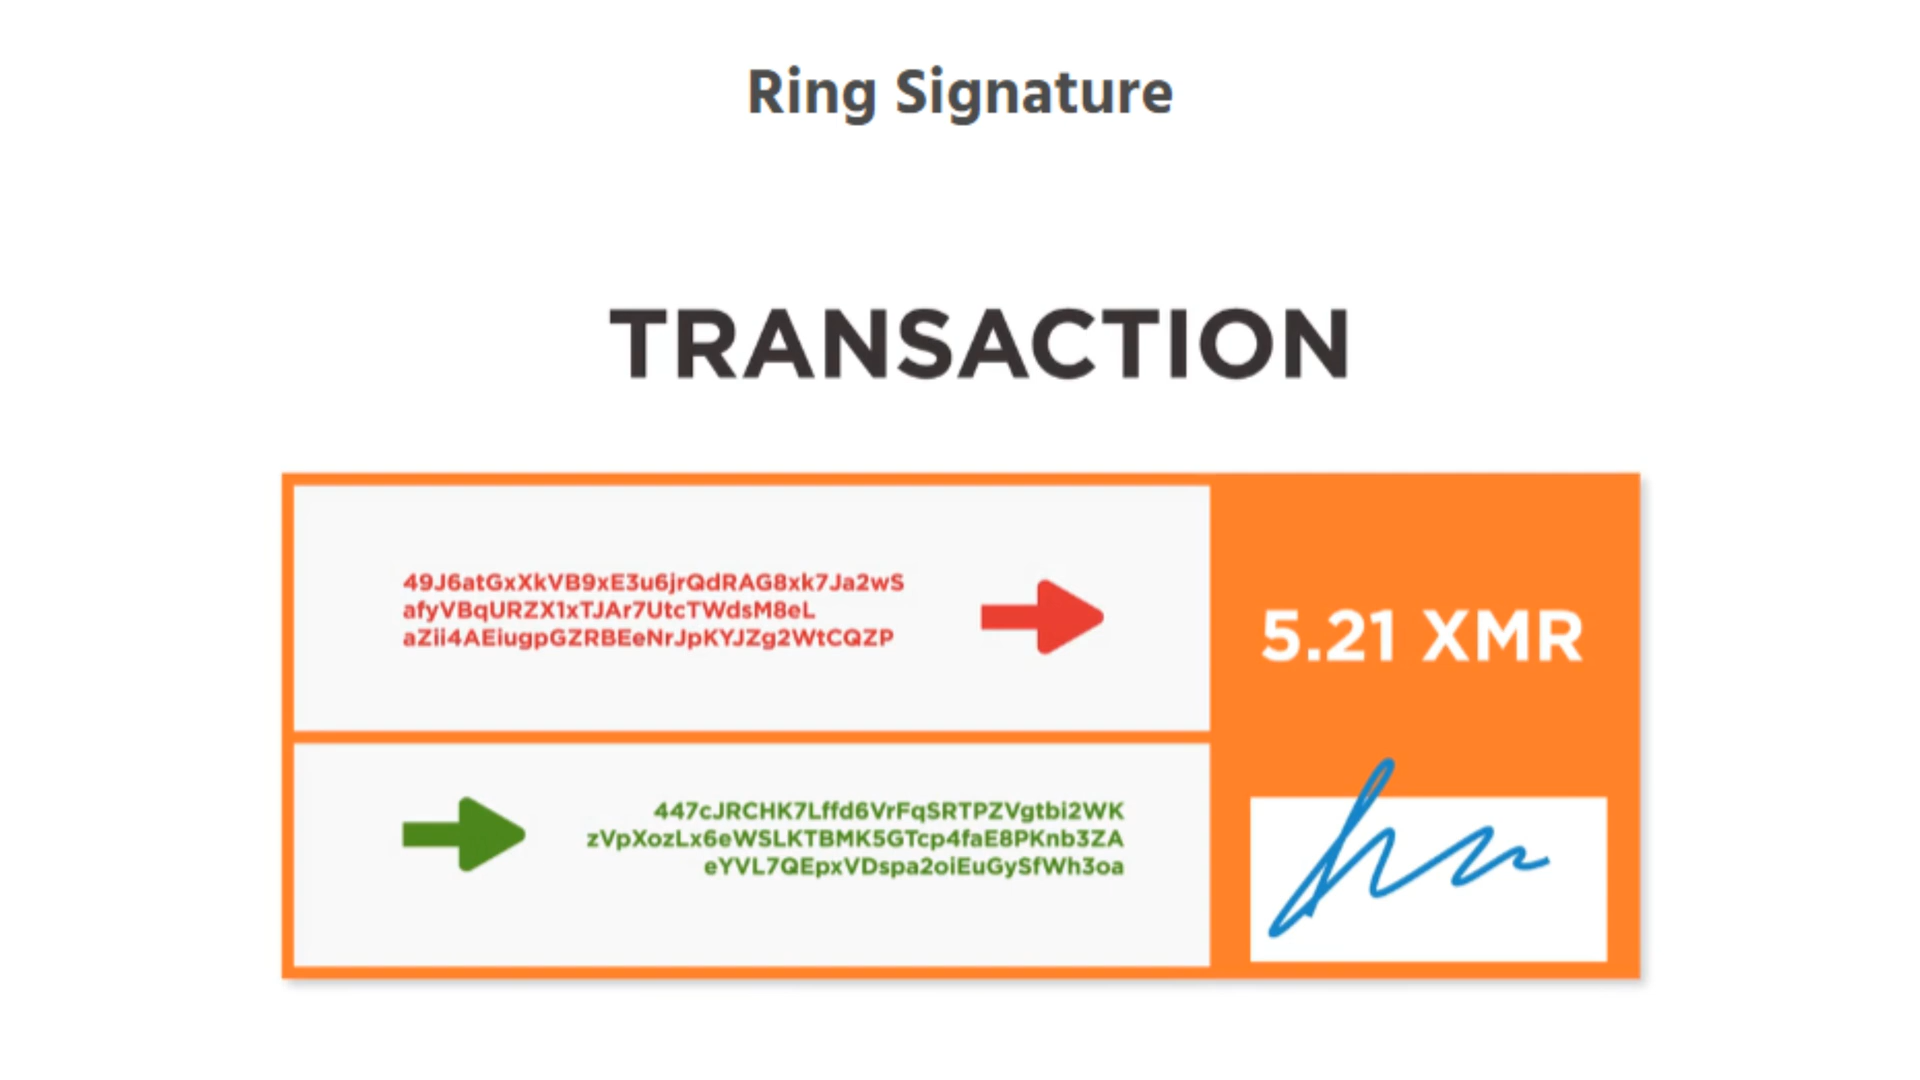 Ring Signature
TRANSACTION
49J6atGxXkVB9xE3u6jrQdRAG8xk7Ja2wS
afyVBqURZX1xTJAr7UtcTWdsM8eL
aZii4AEiugpGZRBEeNrJpKYJZg2WtCQZP
5.21 XMR
447cJRCHK7Lffd6VrFqSRTPZVgtbi2WK
zVpXozLx6eWSLKTBMK5GTcp4faE8PKnb3ZA
eYVL7QEpxVDspa2oiEuGySfWh3oa